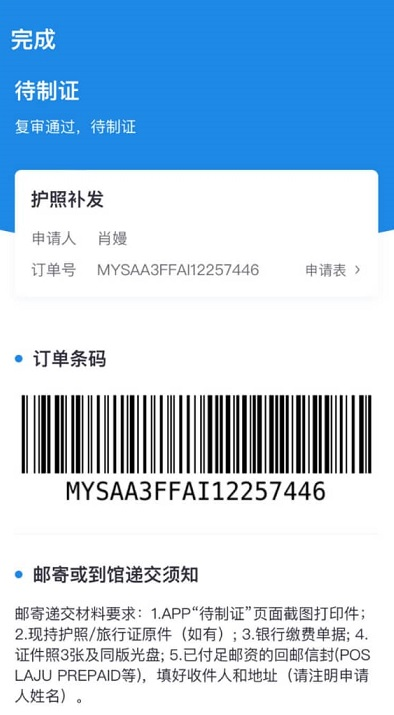 完成
待制证
复审通过，待制证
护照补发
申请人 肖嫚
订单号 MYSAA3FFAI12257446 申请表 >
订单条码
MYSAA3FFAI12257446
邮寄或到馆递交须知
邮寄递交材料要求：1.APP“待制证”页面截图打印件；
2.现持护照/旅行证原件（如有）; 3.银行缴费单据; 4.
证件照3张及同版光盘; 5.已付足邮资的回邮信封(POS
LAJU PREPAID等)，填好收件人和地址（请注明申请
人姓名）。